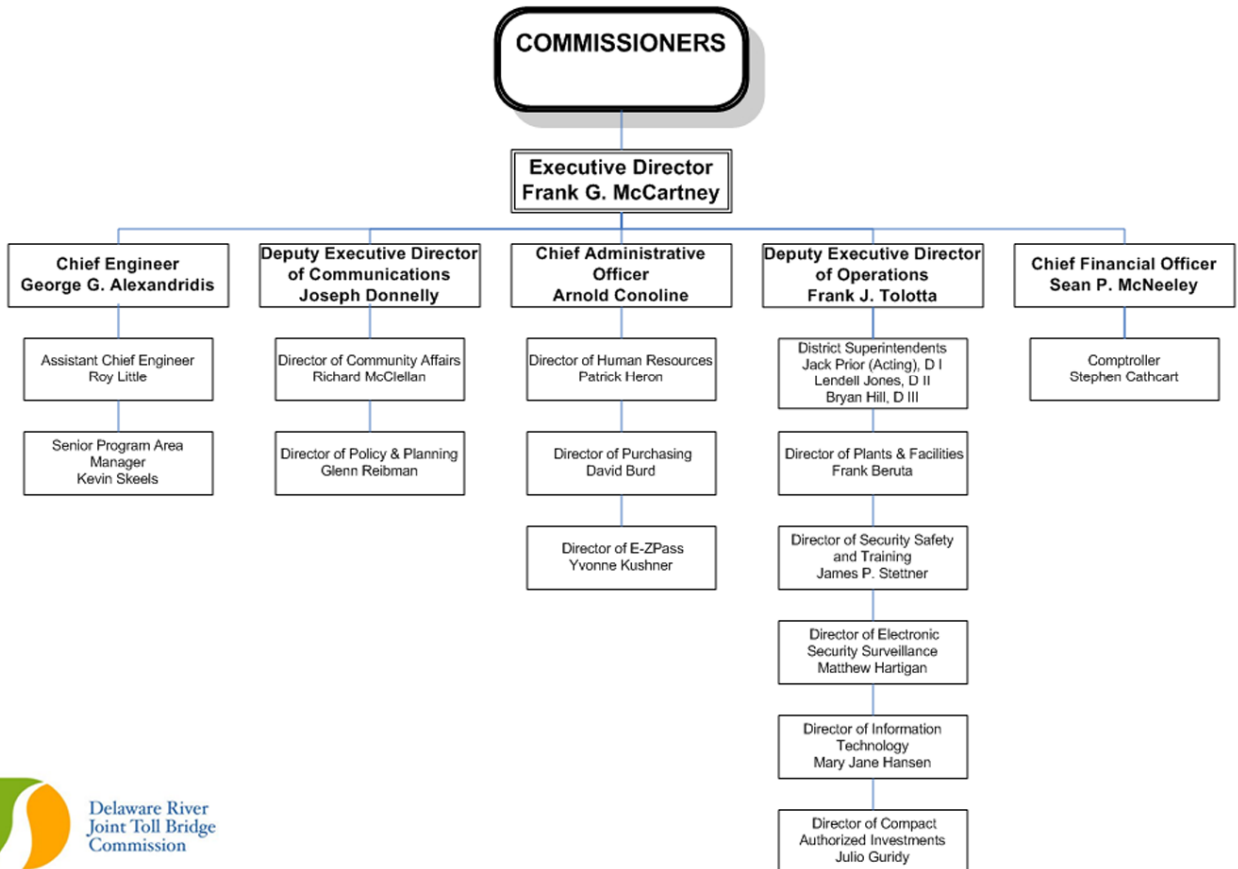 COMMISSIONERS
Executive Director
Frank G. McCartney
Chief Engineer
George G. Alexandridis
Deputy Executive Director
of Communications
Joseph Donnelly
Chief Administrative
Officer
Arnold Conoline
Deputy Executive Director
of Operations
Frank J. Tolotta
Chief Financial Officer
Sean P. McNeeley
Assistant Chief Engineer
Roy Little
Director of Community Affairs
Richard McClellan
Director of Human Resources
Patrick Heron
District Superintendents
Jack Prior (Acting), D I
Lendell Jones, D II
Bryan Hill, D III
Comptroller
Stephen Cathcart
Senior Program Area
Manager
Kevin Skeels
Director of Policy & Planning
Glenn Reibman
Director of Purchasing
David Burd
Director of Plants & Facilities
Frank Beruta
Director of E-ZPass
Yvonne Kushner
Director of Security Safety
and Training
James P. Stettner
Director of Electronic
Security Surveillance
Matthew Hartigan
Director of Information
Technology
Mary Jane Hansen
Director of Compact
Authorized Investments
Julio Guridy
Delaware River
Joint Toll Bridge
Commission